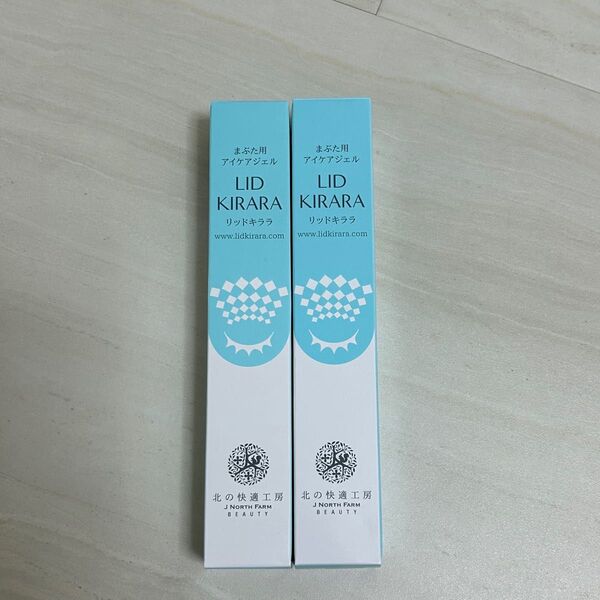 まぶた用
アイケアジェル
LID
KIRARA
リッドキララ
www.lidkirara.com
北の快適工房
J NORTH FARM
BEAUTY
まぶた用
アイケアジェル
LID
KIRARA
リッドキララ
www.lidkirara.com
北の快適工房
J NORTH FARM
BEAUTY